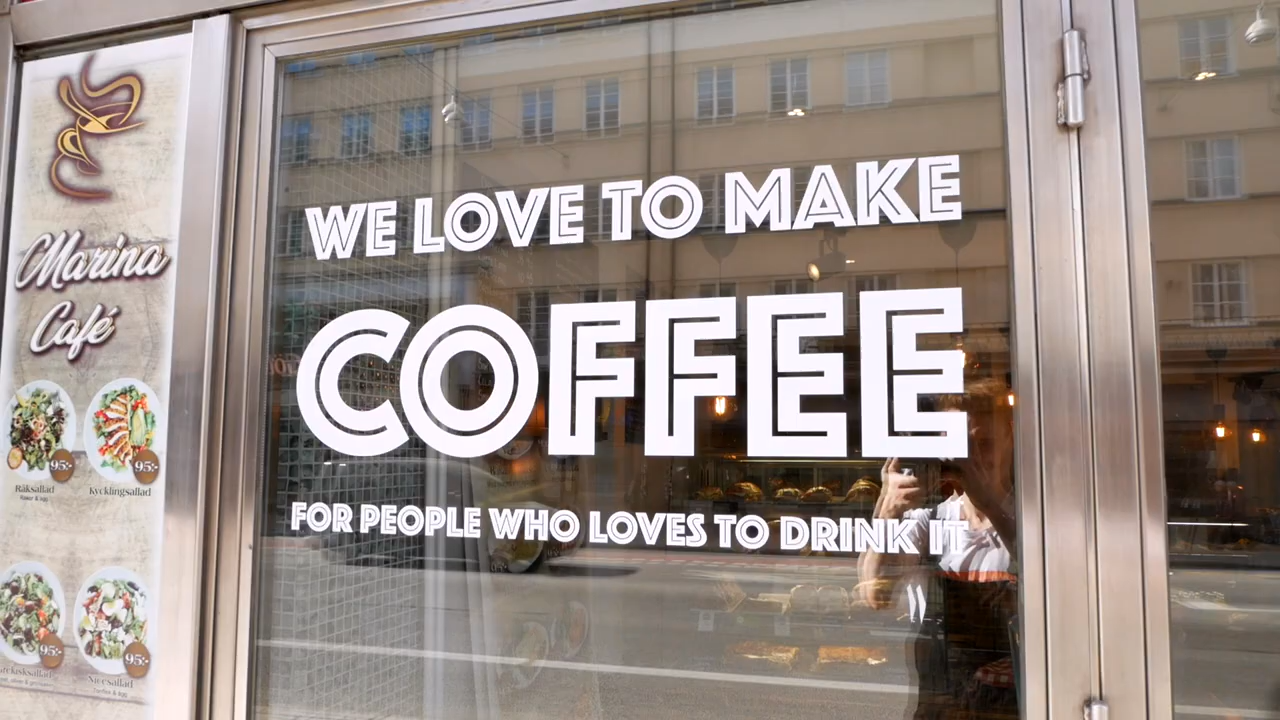 Marina
Café
95:-
95:-
Räksallad
Kycklingsallad
95:-
95:-
WE LOVE TO MAKE
COFFEE
FOR PEOPLE WHO LOVES TO DRINK IT
"